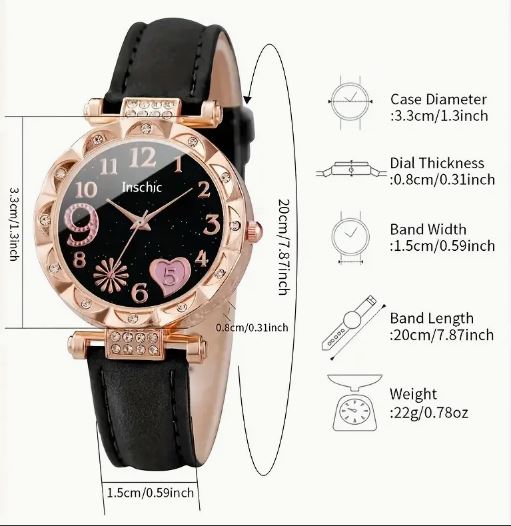 12
11
10
2
9
3
8
4
5
6
Inschic
3.3cm/1.3inch
20cm/7.87inch
0.8cm/0.31inch
1.5cm/0.59inch
Case Diameter
:3.3cm/1.3inch
Dial Thickness
:0.8cm/0.31inch
Band Width
:1.5cm/0.59inch
Band Length
:20cm/7.87inch
Weight
:22g/0.78oz